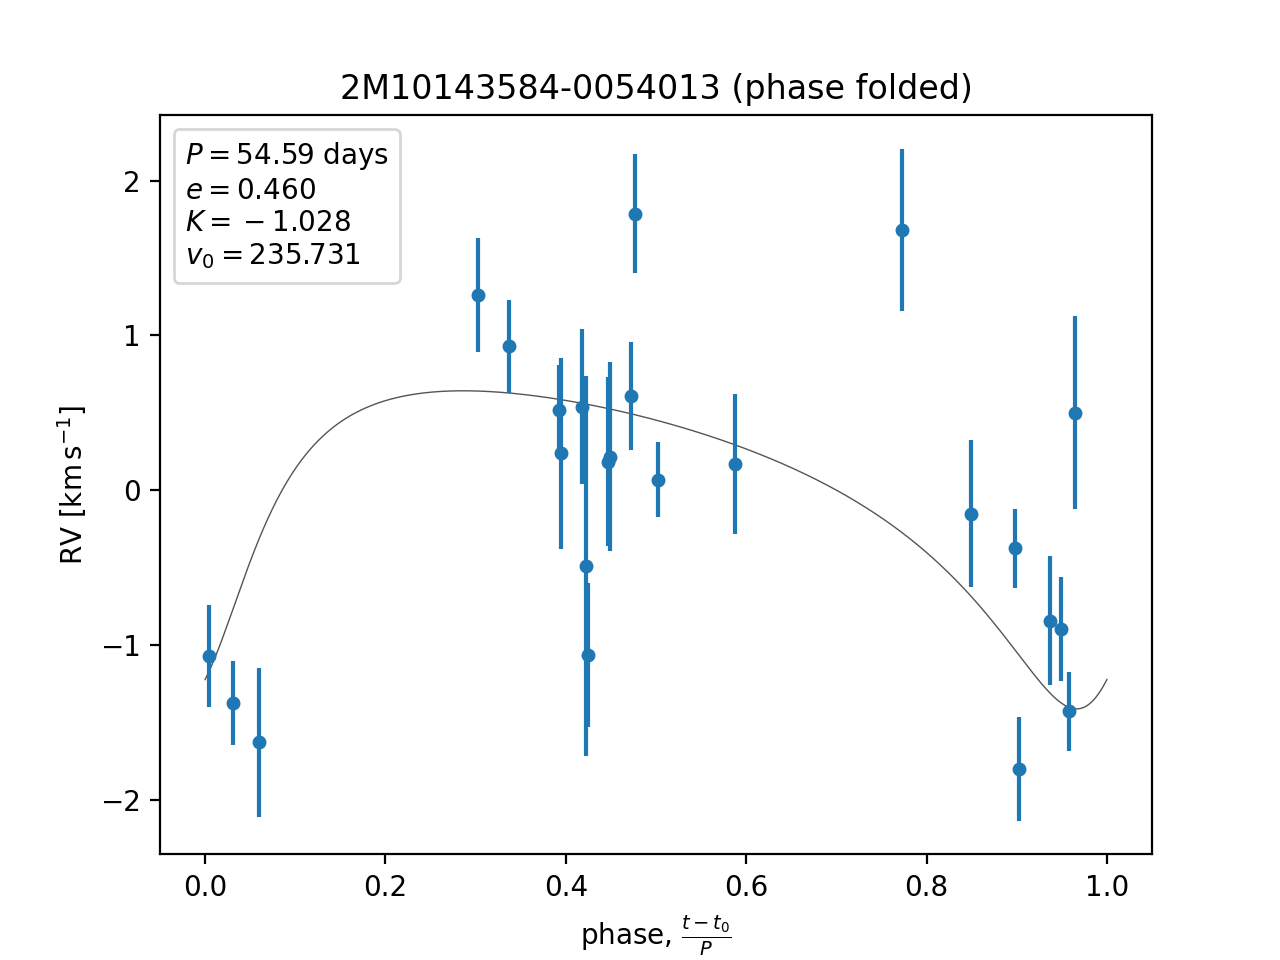 2M10143584-0054013 (phase folded)
P = 54.59 days
e = 0.460
K = −1.028
v₀ = 235.731
RV [km s⁻¹]
2
1
0
−1
−2
0.0 0.2 0.4 0.6 0.8 1.0
phase, (t − t₀)/P